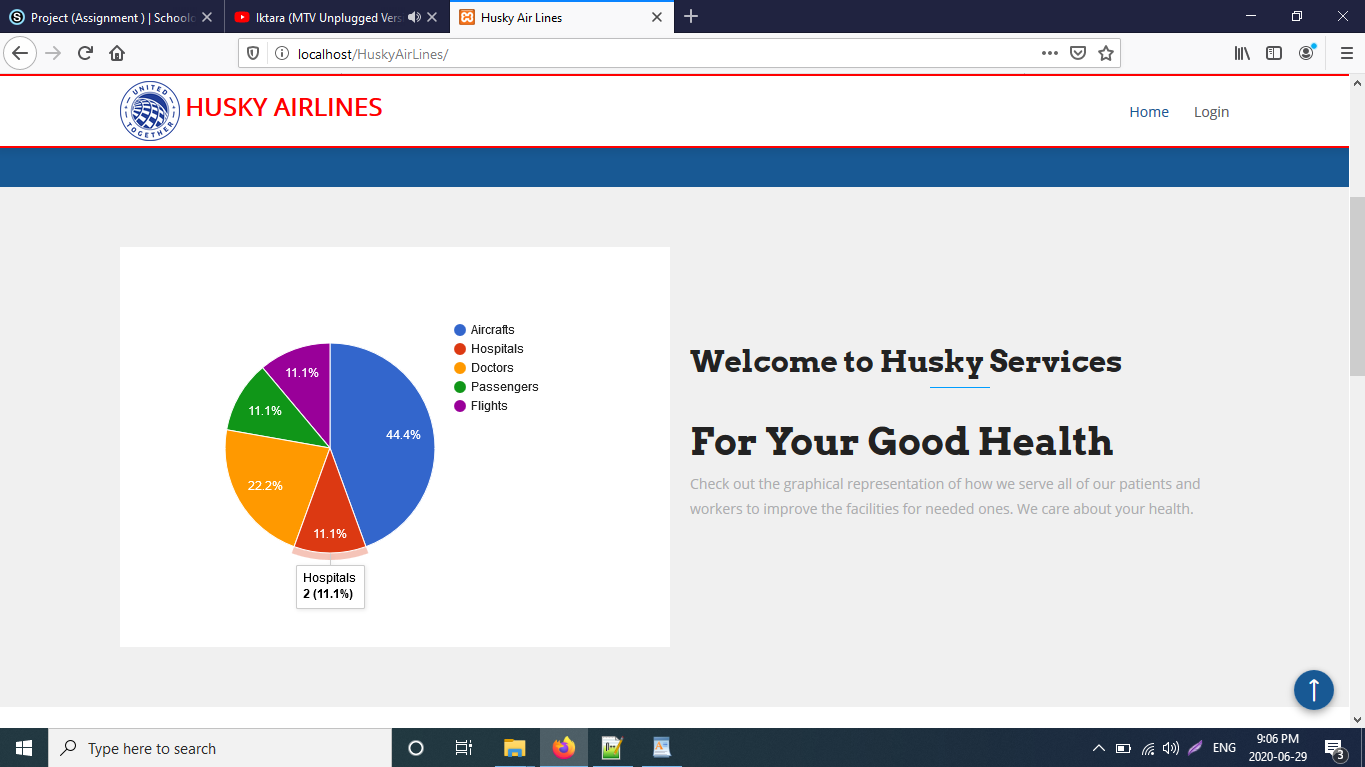 Project (Assignment ) | Schoolo
Iktara (MTV Unplugged Vers
Husky Air Lines
localhost/HuskyAirLines/
UNITED TOGETHER
HUSKY AIRLINES
Home
Login
Aircrafts
Hospitals
Doctors
Passengers
Flights
11.1%
11.1%
44.4%
22.2%
11.1%
Hospitals
2 (11.1%)
Welcome to Husky Services
For Your Good Health
Check out the graphical representation of how we serve all of our patients and
workers to improve the facilities for needed ones. We care about your health.
Type here to search
ENG
9:06 PM
2020-06-29
3